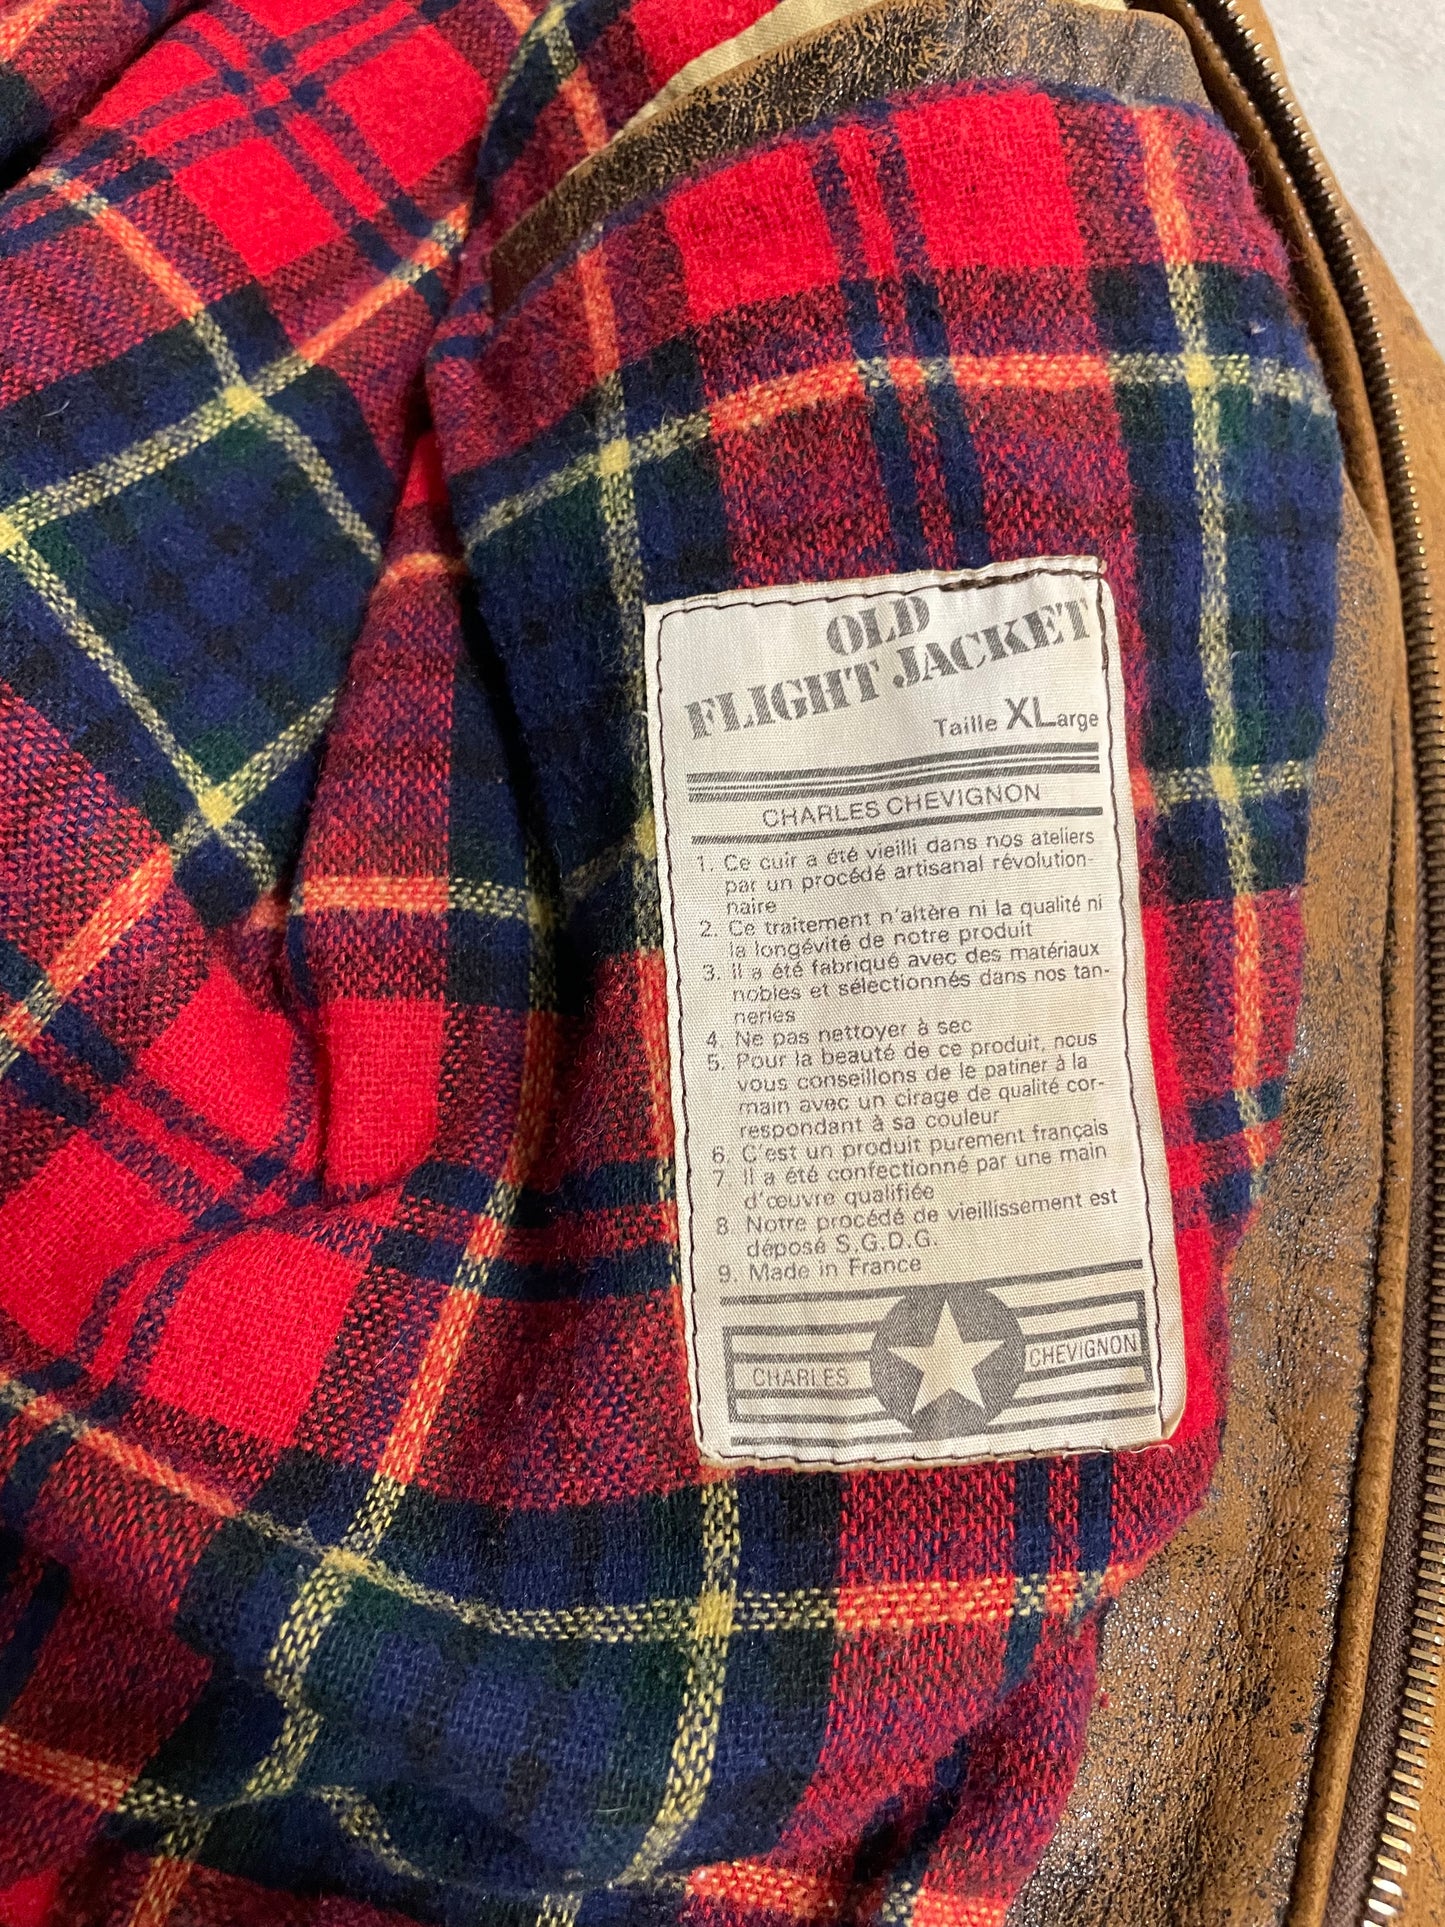 OLD
FLIGHT JACKET
Taille XLarge
CHARLES CHEVIGNON
1. Ce cuir a été vieilli dans nos ateliers
par un procédé artisanal révolution-
naire
2. Ce traitement n'altère ni la qualité ni
la longévité de notre produit
3. Il a été fabriqué avec des matériaux
nobles et sélectionnés dans nos tan-
neries
4 Ne pas nettoyer à sec
5. Pour la beauté de ce produit, nous
vous conseillons de le patiner à la
main avec un cirage de qualité cor-
respondant à sa couleur
6. C'est un produit purement français
7. Il a été confectionné par une main
d'œuvre qualifiée
8. Notre procédé de vieillissement est
déposé S.G.D.G.
9. Made in France
CHARLES CHEVIGNON